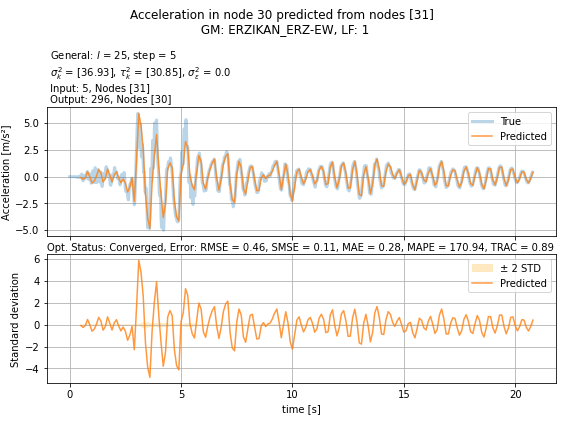 Acceleration in node 30 predicted from nodes [31]
GM: ERZIKAN_ERZ-EW, LF: 1
General: l = 25, step = 5
σ²ₖ = [36.93], τ²ₖ = [30.85], σ²ε = 0.0
Input: 5, Nodes [31]
Output: 296, Nodes [30]
Acceleration [m/s²]
5.0
2.5
0.0
−2.5
−5.0
True
Predicted
Opt. Status: Converged, Error: RMSE = 0.46, SMSE = 0.11, MAE = 0.28, MAPE = 170.94, TRAC = 0.89
Standard deviation
6
4
2
0
−2
−4
± 2 STD
Predicted
0
5
10
15
20
time [s]